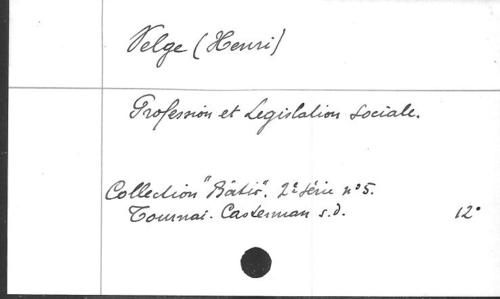 Velge (Henri)
Profession et Legislation sociale.
Collection "Bâtir". 2e série n°5.
Tournai. Casterman s.d. 12°